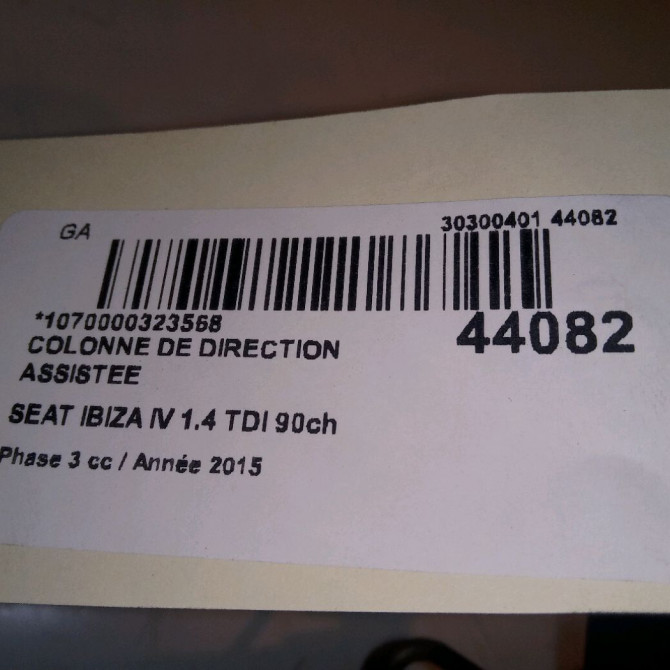 GA
30300401 44082
*1070000323568
44082
COLONNE DE DIRECTION
ASSISTEE
SEAT IBIZA IV 1.4 TDI 90ch
Phase 3 cc / Année 2015